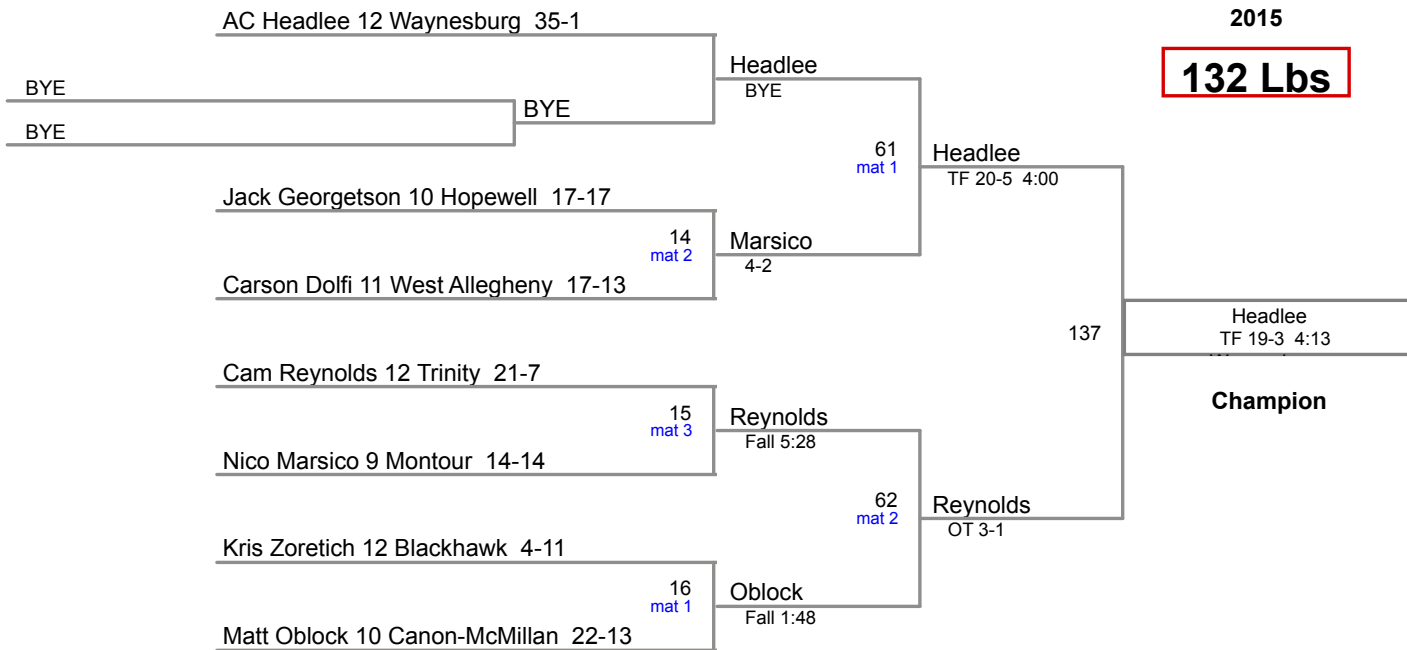 AC Headlee 12 Waynesburg 35-1
2015
132 Lbs
Headlee
BYE
BYE
BYE
BYE
61
mat 1
Headlee
TF 20-5 4:00
Jack Georgetson 10 Hopewell 17-17
14
mat 2
Marsico
4-2
Carson Dolfi 11 West Allegheny 17-13
137
Headlee
TF 19-3 4:13
Champion
Cam Reynolds 12 Trinity 21-7
15
mat 3
Reynolds
Fall 5:28
Nico Marsico 9 Montour 14-14
62
mat 2
Reynolds
OT 3-1
Kris Zoretich 12 Blackhawk 4-11
16
mat 1
Oblock
Fall 1:48
Matt Oblock 10 Canon-McMillan 22-13